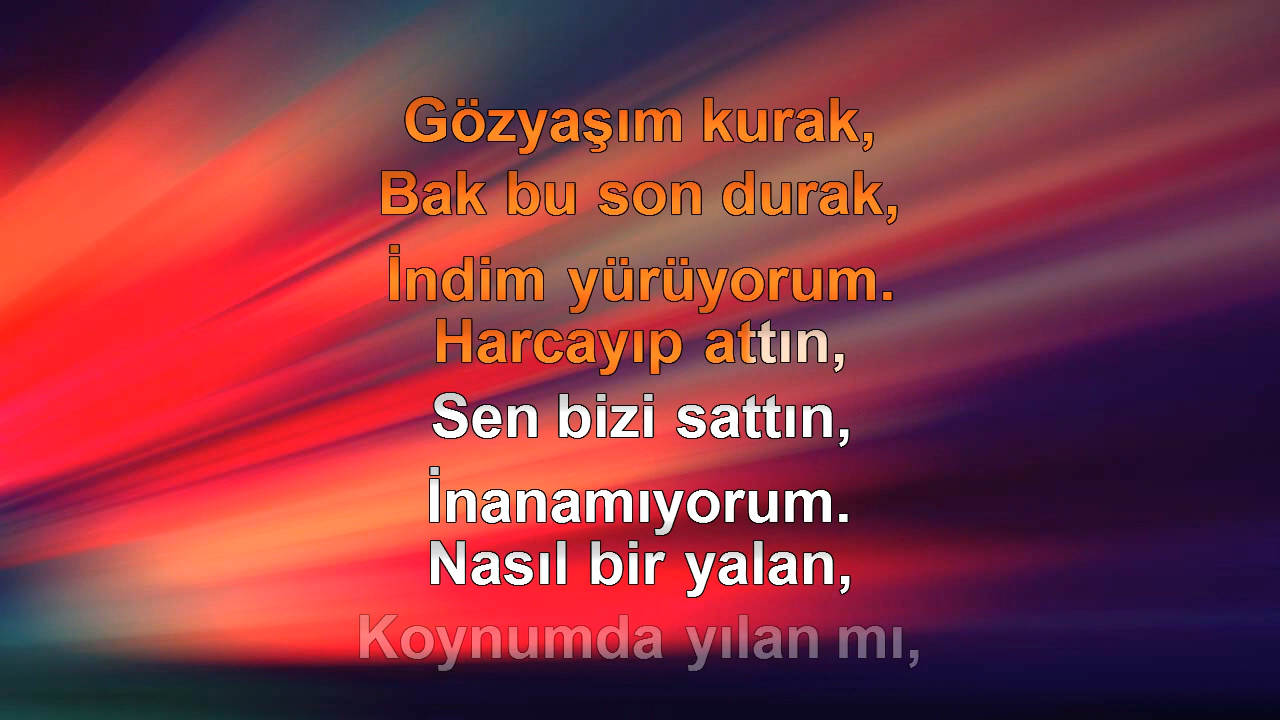 Gözyaşım kurak,
Bak bu son durak,
İndim yürüyorum.
Harcayıp attın,
Sen bizi sattın,
İnanamıyorum.
Nasıl bir yalan,
Koynumda yılan mı,